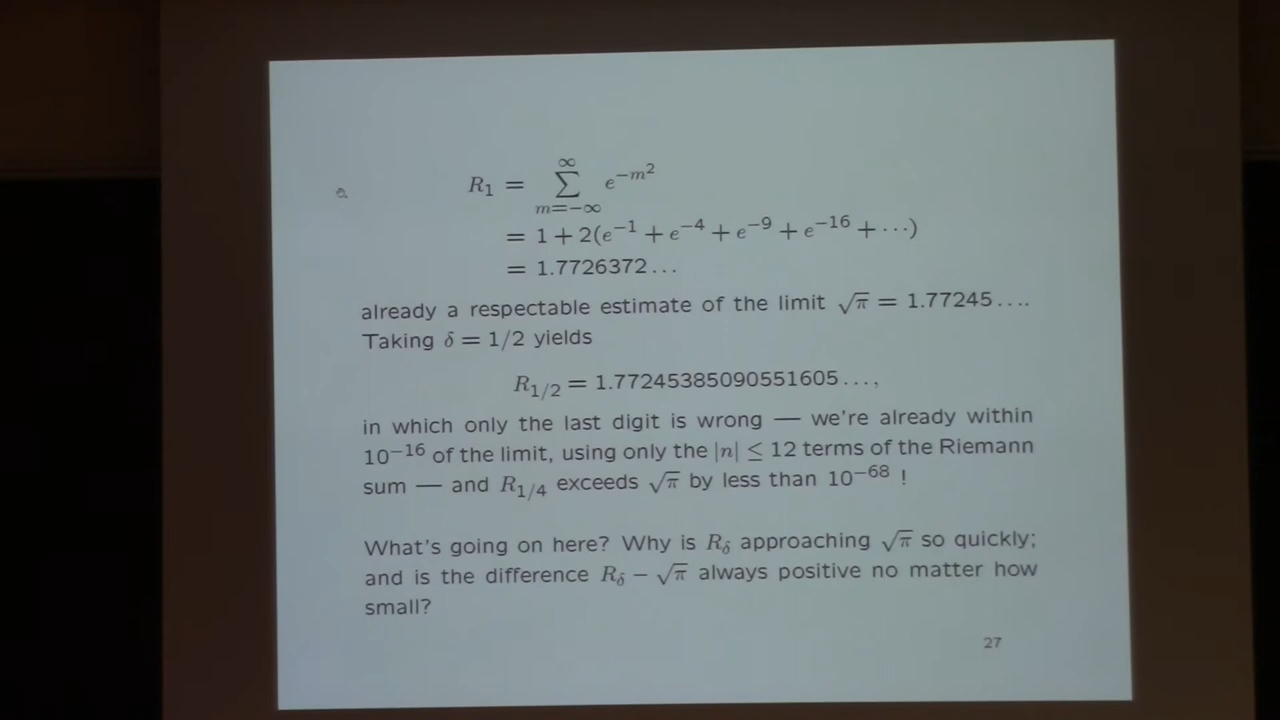 R₁ = ∑_{m=−∞}^{∞} e^{−m²}
= 1 + 2(e^{−1} + e^{−4} + e^{−9} + e^{−16} + ···)
= 1.7726372...
already a respectable estimate of the limit √π = 1.77245....
Taking δ = 1/2 yields
R_{1/2} = 1.77245385090551605...,
in which only the last digit is wrong — we're already within
10^{−16} of the limit, using only the |n| ≤ 12 terms of the Riemann
sum — and R_{1/4} exceeds √π by less than 10^{−68} !
What's going on here? Why is R_δ approaching √π so quickly;
and is the difference R_δ − √π always positive no matter how
small?
27